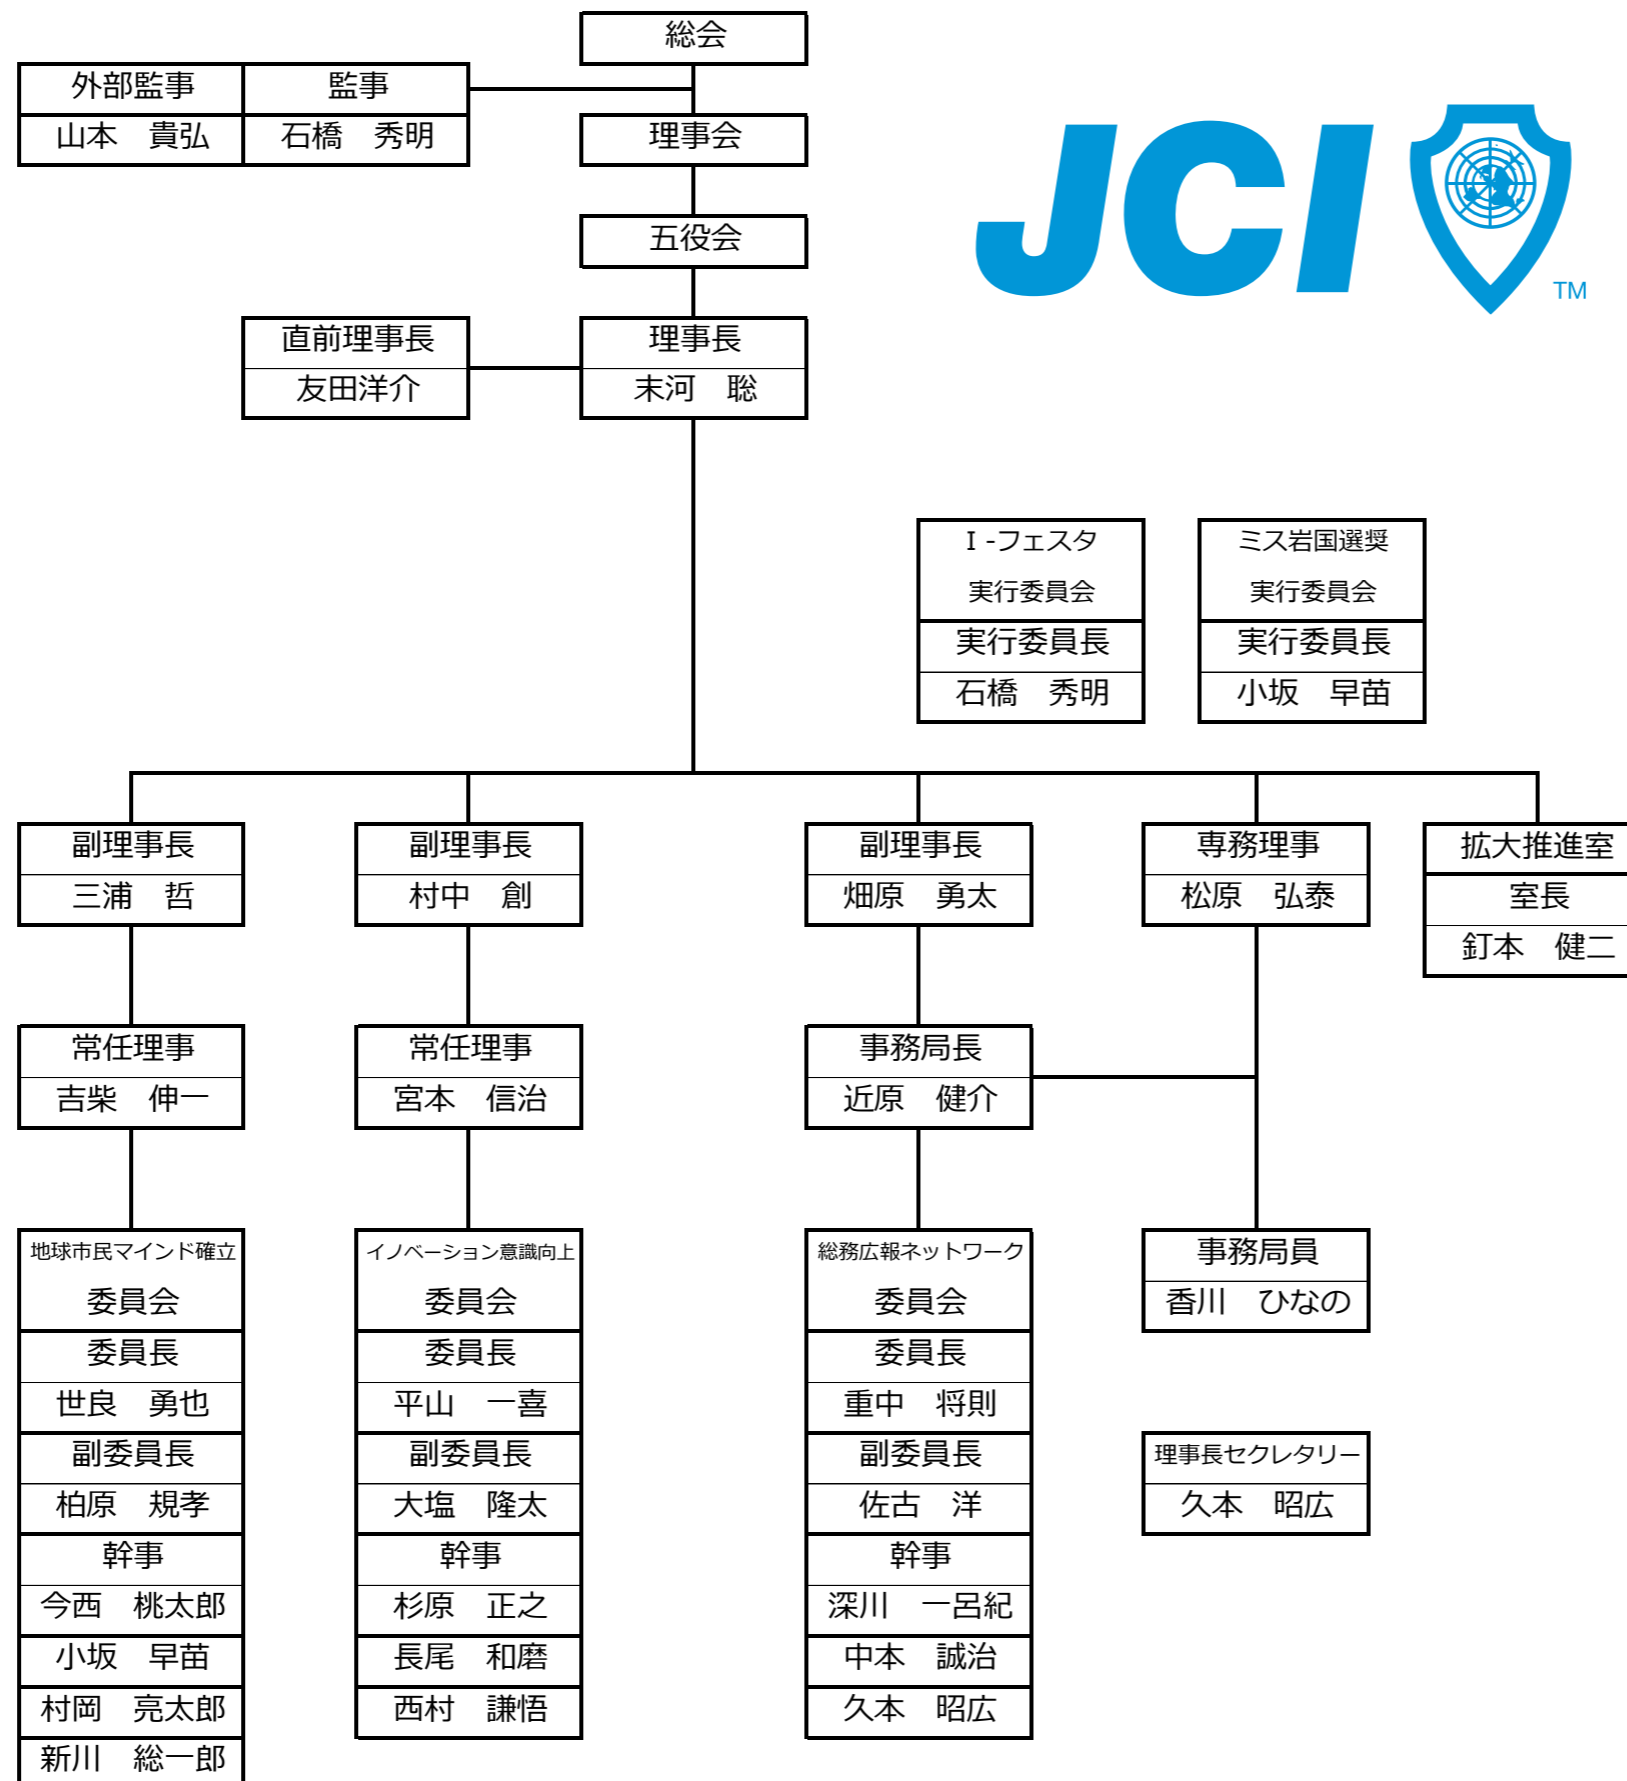 総会
外部監事
監事
山本　貴弘
石橋　秀明
理事会
五役会
直前理事長
友田洋介
理事長
末河　聡
JCI
TM
Ⅰ-フェスタ
実行委員会
実行委員長
石橋　秀明
ミス岩国選奨
実行委員会
実行委員長
小坂　早苗
副理事長
三浦　哲
副理事長
村中　創
副理事長
畑原　勇太
専務理事
松原　弘泰
拡大推進室
室長
釘本　健二
常任理事
吉柴　伸一
常任理事
宮本　信治
事務局長
近原　健介
地球市民マインド確立
委員会
委員長
世良　勇也
副委員長
柏原　規孝
幹事
今西　桃太郎
小坂　早苗
村岡　亮太郎
新川　総一郎
イノベーション意識向上
委員会
委員長
平山　一喜
副委員長
大塩　隆太
幹事
杉原　正之
長尾　和磨
西村　謙悟
総務広報ネットワーク
委員会
委員長
重中　将則
副委員長
佐古　洋
幹事
深川　一呂紀
中本　誠治
久本　昭広
事務局員
香川　ひなの
理事長セクレタリー
久本　昭広